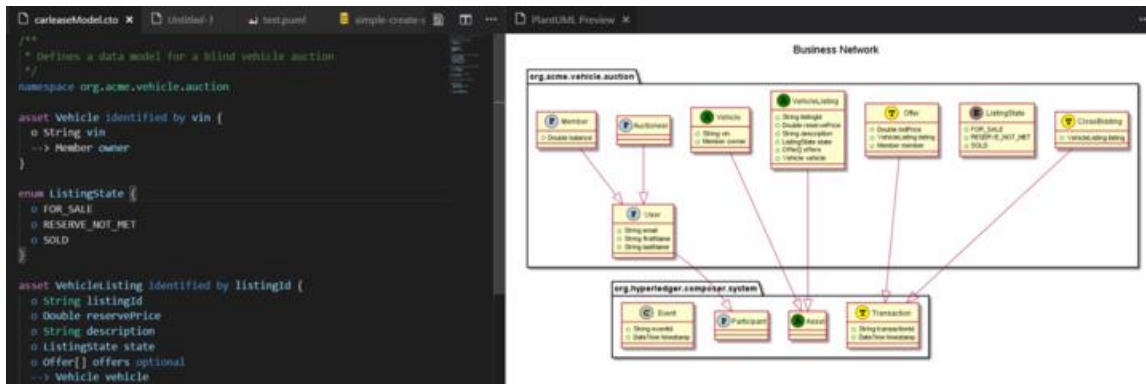 carleaseModel.cto
Untitled-1
test.puml
simple-create-s
PlantUML Preview
/**
* Defines a data model for a blind vehicle auction
*/
namespace org.acme.vehicle.auction
asset Vehicle identified by vin {
o String vin
--> Member owner
}
enum ListingState {
o FOR_SALE
o RESERVE_NOT_MET
o SOLD
}
asset VehicleListing identified by listingId {
o String listingId
o Double reservePrice
o String description
o ListingState state
o Offer[] offers optional
--> Vehicle vehicle
Business Network
org.acme.vehicle.auction
P Member
Double balance
P Auctioneer
A Vehicle
String vin
Member owner
A VehicleListing
String listingId
Double reservePrice
String description
ListingState state
Offer[] offers
Vehicle vehicle
T Offer
Double bidPrice
VehicleListing listing
Member member
E ListingState
FOR_SALE
RESERVE_NOT_MET
SOLD
T CloseBidding
VehicleListing listing
P User
String email
String firstName
String lastName
org.hyperledger.composer.system
C Event
String eventId
DateTime timestamp
P Participant
A Asset
T Transaction
String transactionId
DateTime timestamp